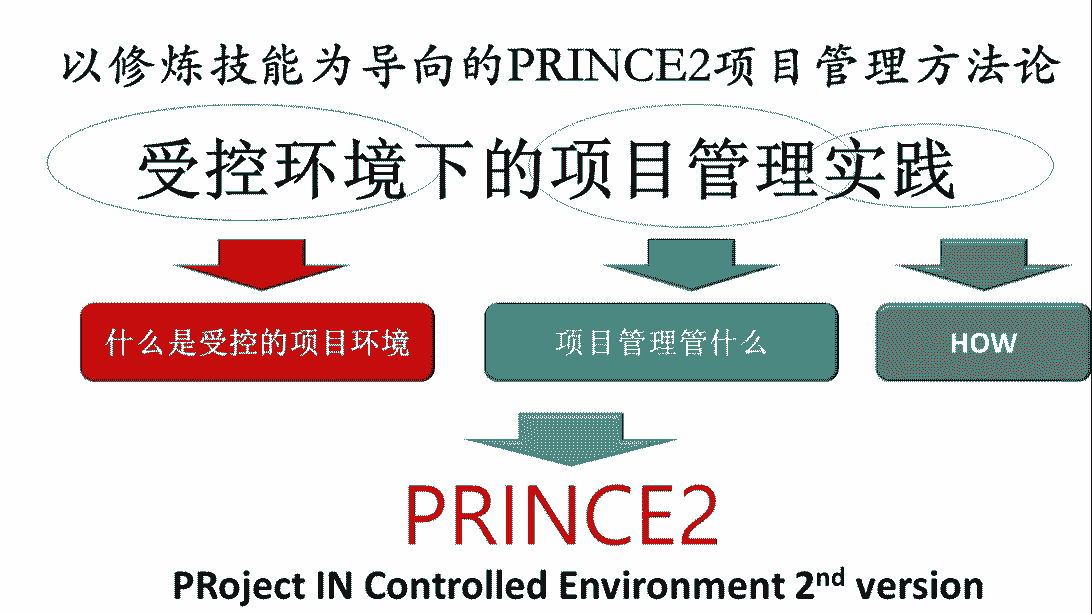 以修炼技能为导向的PRINCE2项目管理方法论
受控环境下的项目管理实践
什么是受控的项目环境
项目管理管什么
HOW
PRINCE2
PRoject IN Controlled Environment 2nd version